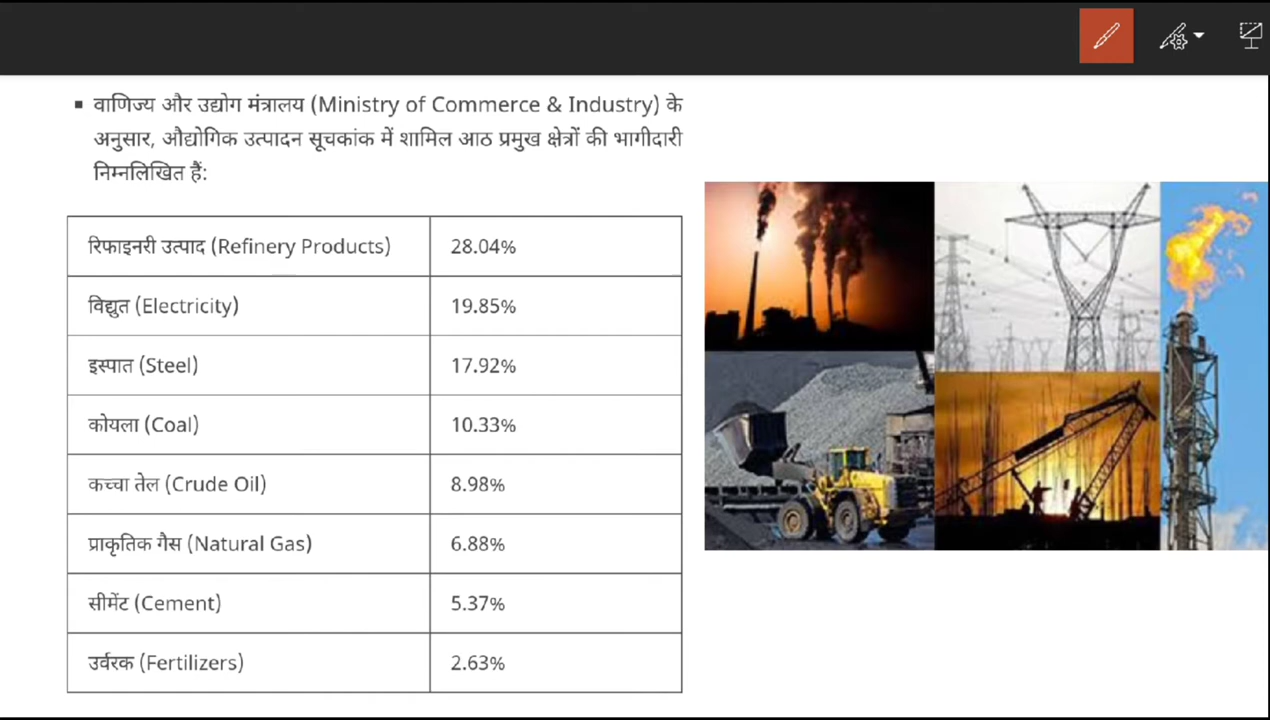 ▪ वाणिज्य और उद्योग मंत्रालय (Ministry of Commerce & Industry) के
अनुसार, औद्योगिक उत्पादन सूचकांक में शामिल आठ प्रमुख क्षेत्रों की भागीदारी
निम्नलिखित हैं:
रिफाइनरी उत्पाद (Refinery Products) 28.04%
विद्युत (Electricity) 19.85%
इस्पात (Steel) 17.92%
कोयला (Coal) 10.33%
कच्चा तेल (Crude Oil) 8.98%
प्राकृतिक गैस (Natural Gas) 6.88%
सीमेंट (Cement) 5.37%
उर्वरक (Fertilizers) 2.63%